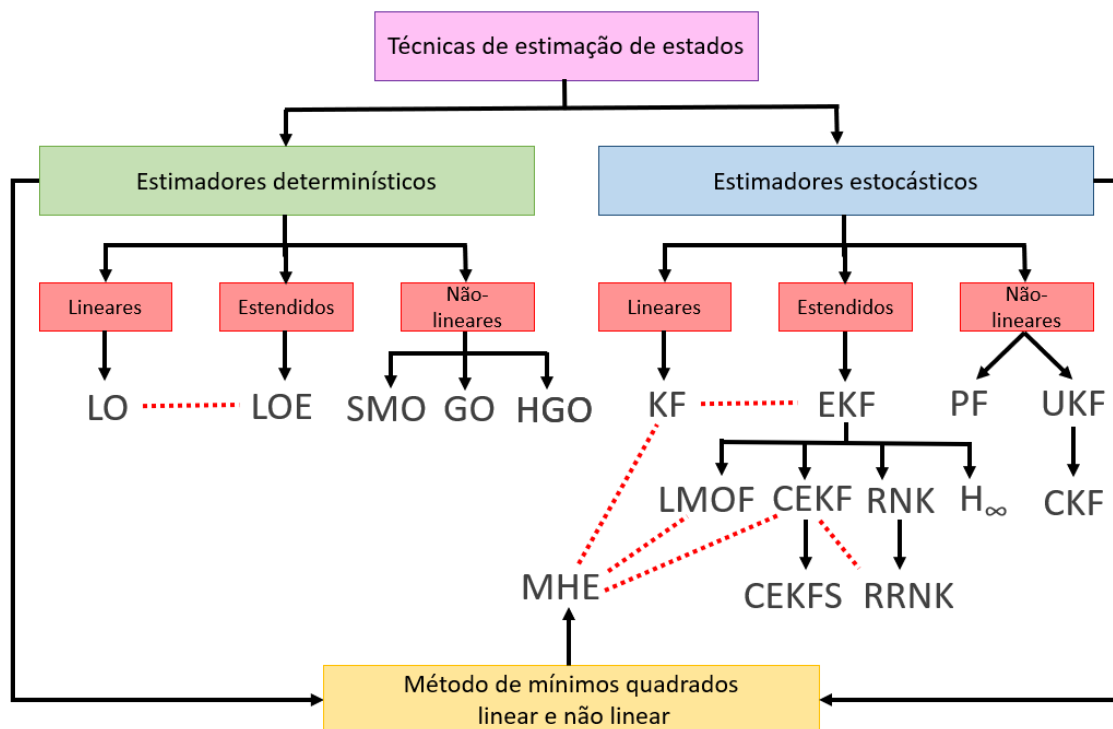 Técnicas de estimação de estados
Estimadores determinísticos
Estimadores estocásticos
Lineares
Estendidos
Não-
lineares
Lineares
Estendidos
Não-
lineares
LO
LOE
SMO
GO
HGO
KF
EKF
PF
UKF
LMOF
CEKF
RNK
H∞
CKF
MHE
CEKFS
RRNK
Método de mínimos quadrados
linear e não linear